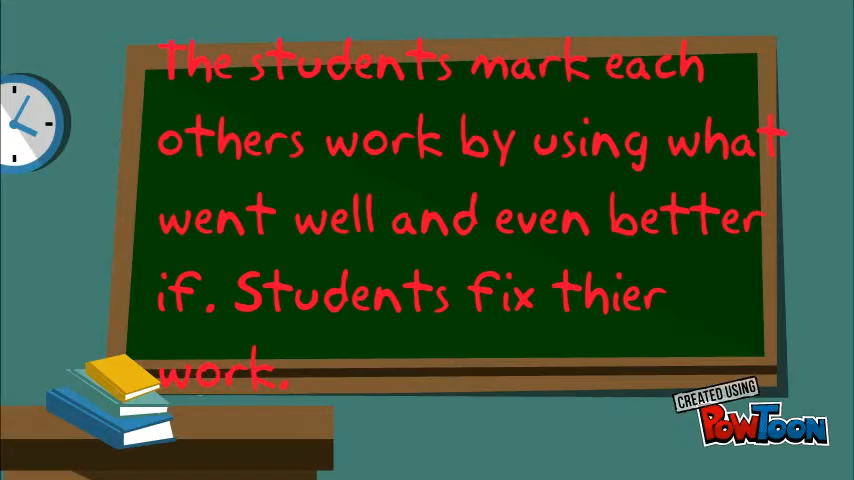 The students mark each
others work by using what
went well and even better
if. Students fix thier
work.
CREATED USING
POWTOON